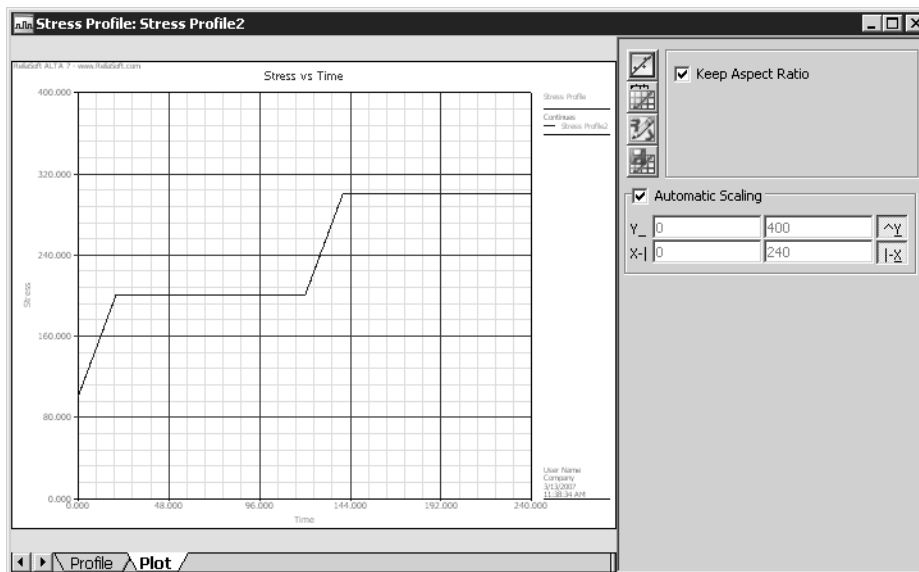 Stress Profile: Stress Profile2
ReliaSoft ALTA 7 - www.ReliaSoft.com
Stress vs Time
400.000
320.000
240.000
160.000
80.000
0.000
Stress
0.000
48.000
96.000
144.000
192.000
240.000
Time
Stress Profile
Continues
Stress Profile2
User Name
Company
3/13/2007
11:38:34 AM
Profile
Plot
Keep Aspect Ratio
Automatic Scaling
Y_ 0 400 ^Y
X-| 0 240 |-X